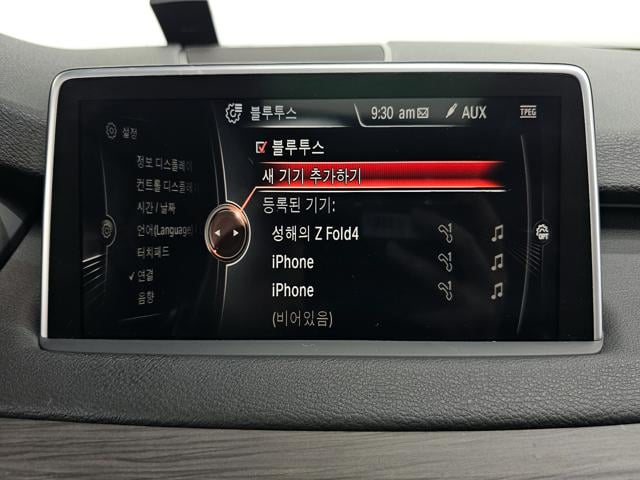 블루투스 9:30 am AUX TPEG
설정
정보 디스플레이
컨트롤 디스플레이
시간 / 날짜
언어(Language)
터치패드
연결
음향
블루투스
새 기기 추가하기
등록된 기기:
성해의 Z Fold4
iPhone
iPhone
(비어있음)
OPT